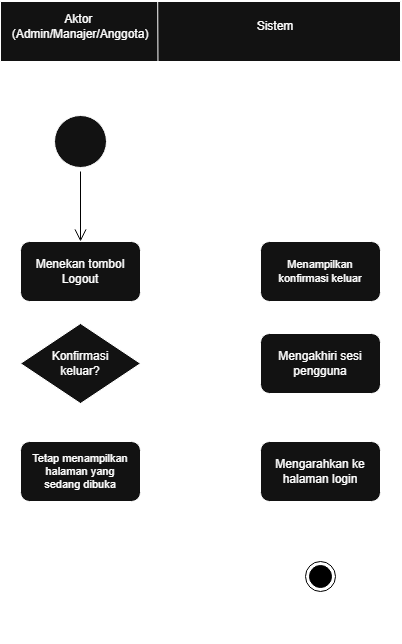 Aktor
(Admin/Manajer/Anggota)
Sistem
Menekan tombol
Logout
Menampilkan
konfirmasi keluar
Konfirmasi
keluar?
Mengakhiri sesi
pengguna
Tetap menampilkan
halaman yang
sedang dibuka
Mengarahkan ke
halaman login